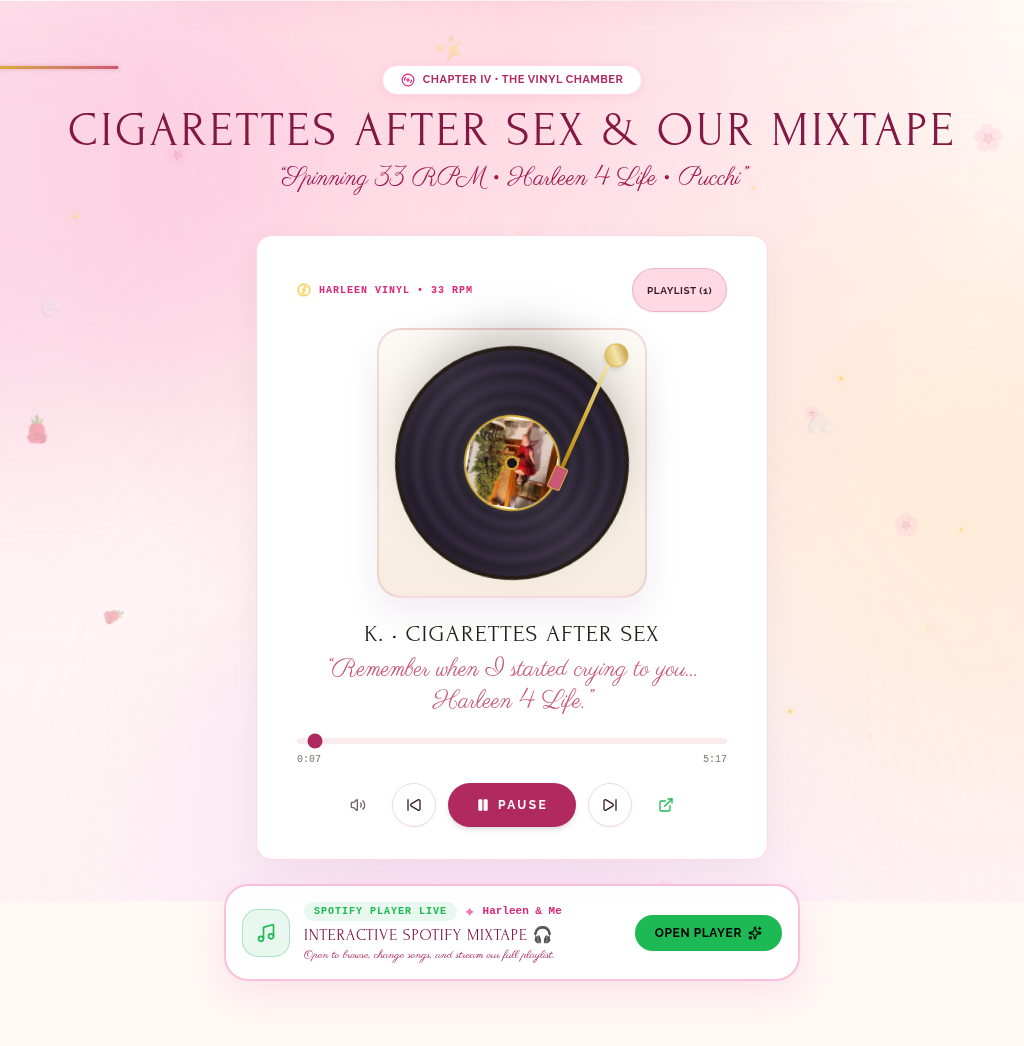 CHAPTER IV • THE VINYL CHAMBER
CIGARETTES AFTER SEX & OUR MIXTAPE
“Spinning 33 RPM • Harleen 4 Life • Pucchi”
HARLEEN VINYL • 33 RPM
PLAYLIST (1)
K. · CIGARETTES AFTER SEX
“Remember when I started crying to you...
Harleen 4 Life.”
0:07
5:17
PAUSE
SPOTIFY PLAYER LIVE
Harleen & Me
INTERACTIVE SPOTIFY MIXTAPE 🎧
Open to browse, change songs, and stream our full playlist.
OPEN PLAYER